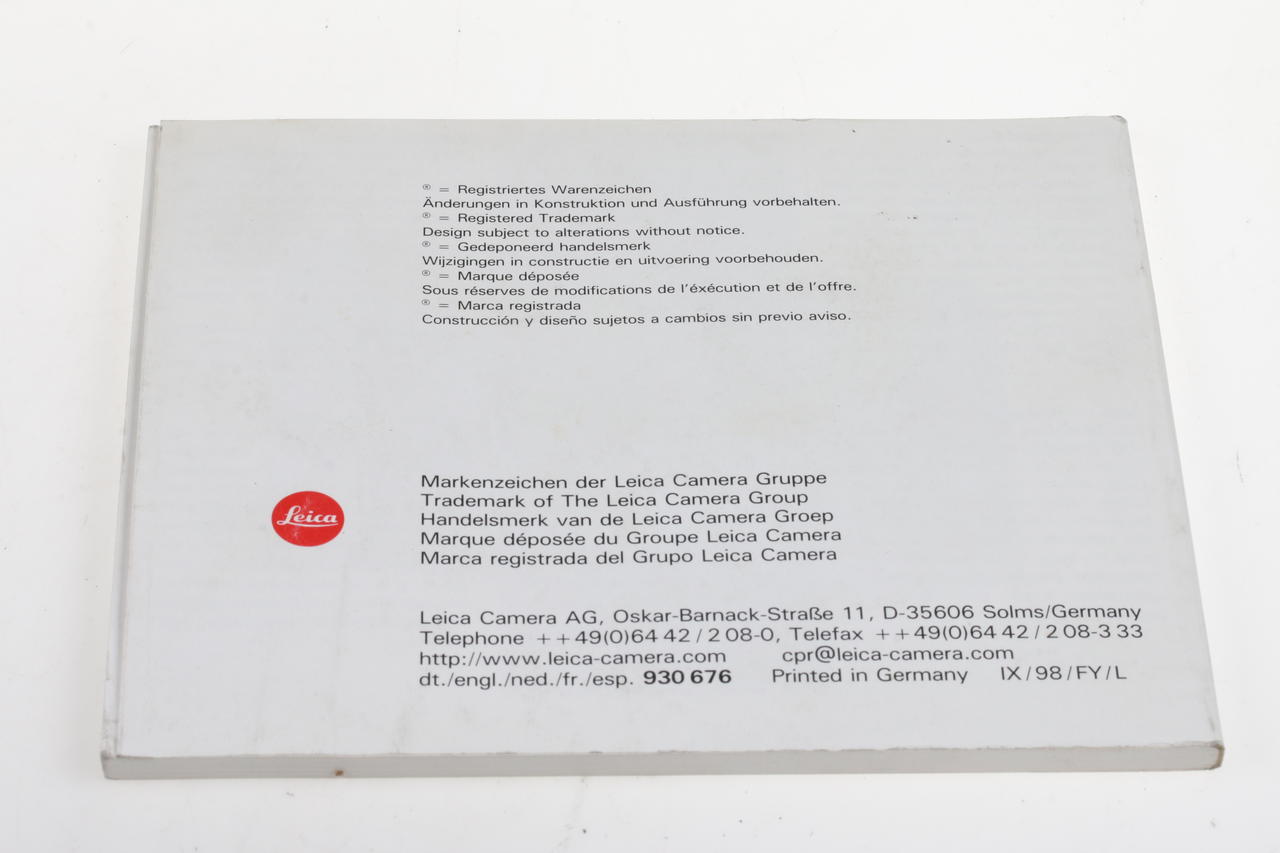 ® = Registriertes Warenzeichen
Änderungen in Konstruktion und Ausführung vorbehalten.
® = Registered Trademark
Design subject to alterations without notice.
® = Gedeponeerd handelsmerk
Wijzigingen in constructie en uitvoering voorbehouden.
® = Marque déposée
Sous réserves de modifications de l'éxécution et de l'offre.
® = Marca registrada
Construcción y diseño sujetos a cambios sin previo aviso.
Leica
Markenzeichen der Leica Camera Gruppe
Trademark of The Leica Camera Group
Handelsmerk van de Leica Camera Groep
Marque déposée du Groupe Leica Camera
Marca registrada del Grupo Leica Camera
Leica Camera AG, Oskar-Barnack-Straße 11, D-35606 Solms/Germany
Telephone ++49(0)64 42 / 2 08-0, Telefax ++49(0)64 42 / 2 08-3 33
http://www.leica-camera.com cpr@leica-camera.com
dt./engl./ned./fr./esp. 930 676 Printed in Germany IX/98/FY/L